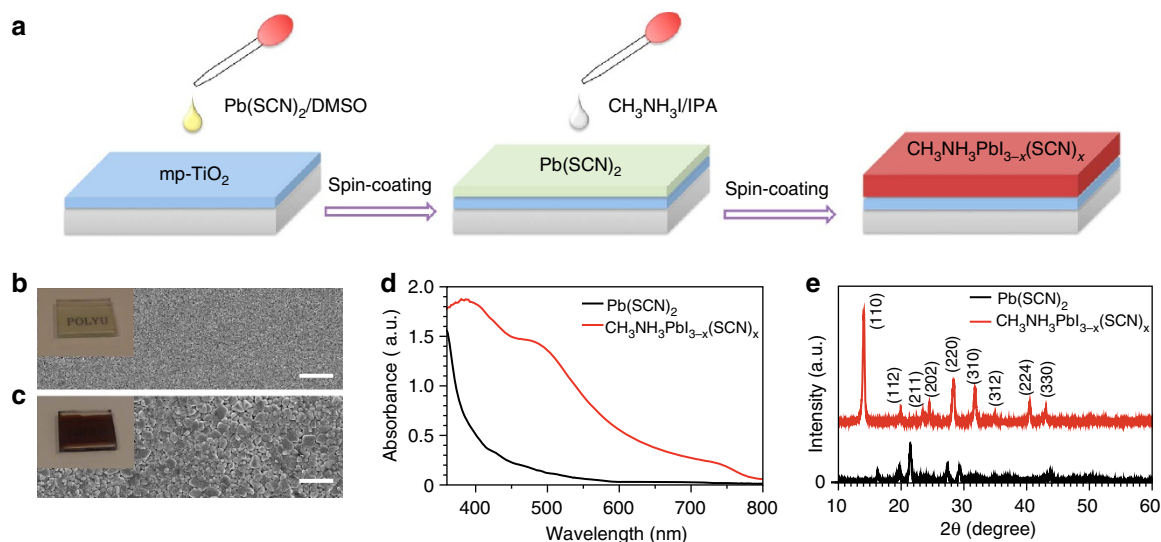 a
Pb(SCN)₂/DMSO
CH₃NH₃I/IPA
mp-TiO₂
Spin-coating
Pb(SCN)₂
Spin-coating
CH₃NH₃PbI₃₋ₓ(SCN)ₓ
b
POLYU
c
d
2.0
1.5
1.0
0.5
0
Absorbance ( a.u.)
Pb(SCN)₂
CH₃NH₃PbI₃₋ₓ(SCN)ₓ
400
500
600
700
800
Wavelength (nm)
e
Intensity (a.u.)
0
Pb(SCN)₂
CH₃NH₃PbI₃₋ₓ(SCN)ₓ
(110)
(112)
(211)
(202)
(220)
(310)
(312)
(224)
(330)
10
20
30
40
50
60
2θ (degree)